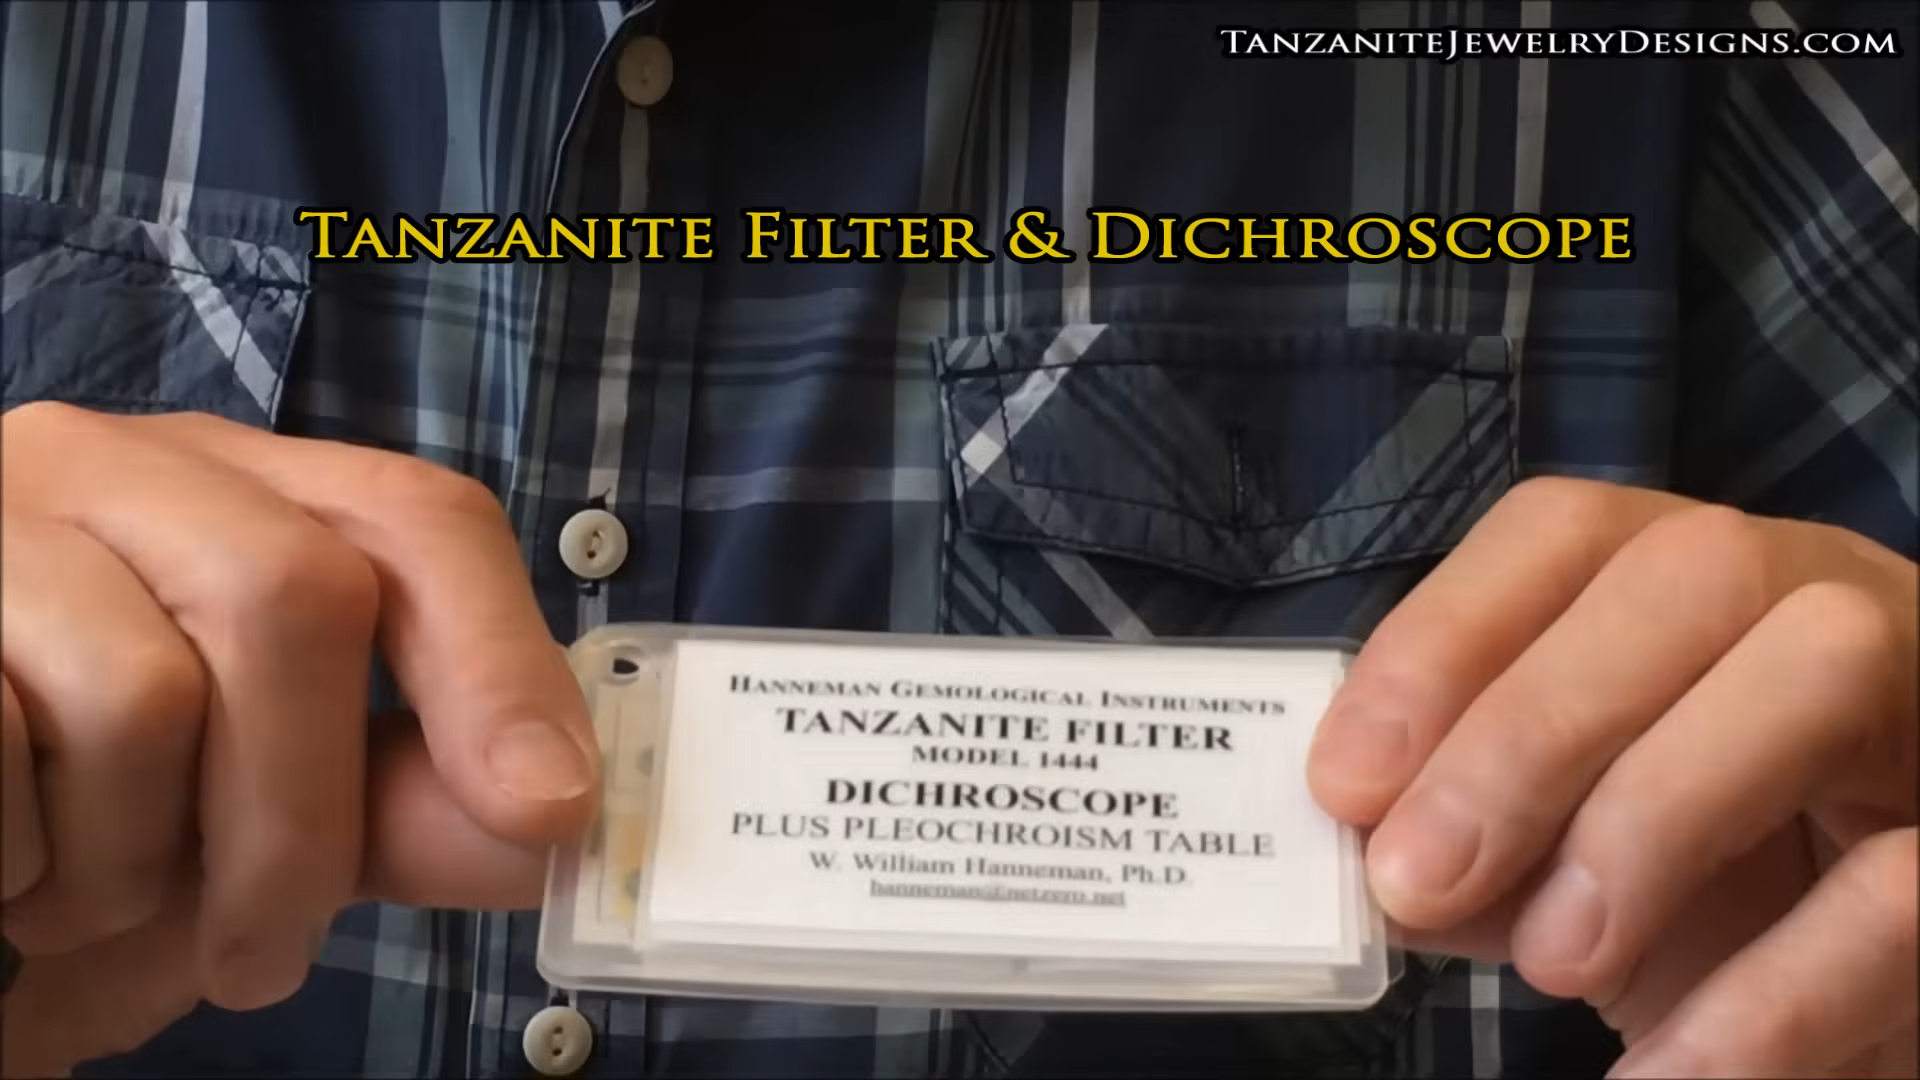 TanzaniteJewelryDesigns.com
Tanzanite Filter & Dichroscope
Hanneman Gemological Instruments
TANZANITE FILTER
MODEL 1444
DICHROSCOPE
PLUS PLEOCHROISM TABLE
W. William Hanneman, Ph.D.
hanneman@netzero.net